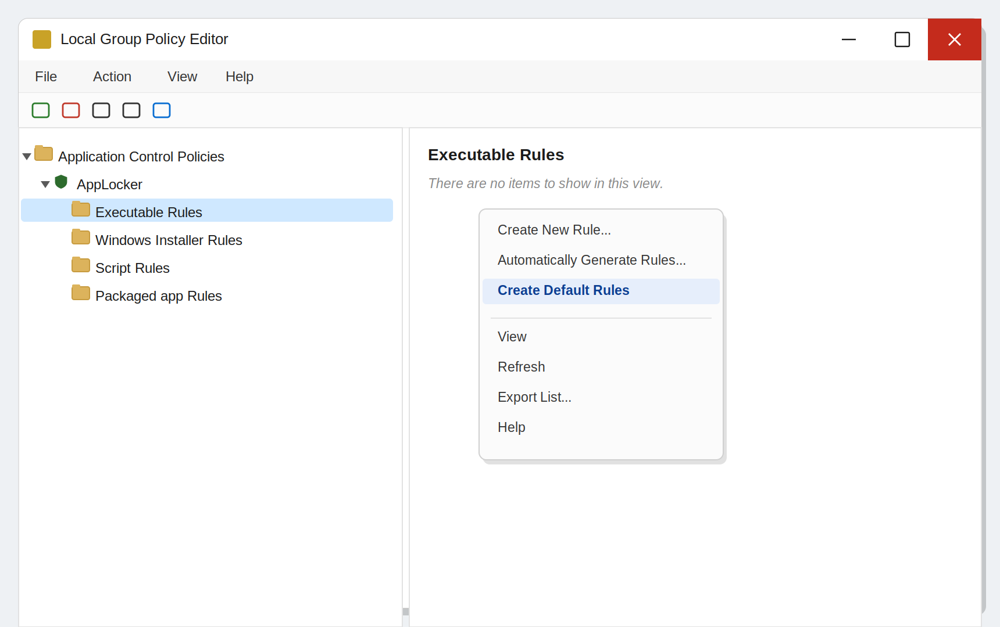 Local Group Policy Editor
File Action View Help
Application Control Policies
AppLocker
Executable Rules
Windows Installer Rules
Script Rules
Packaged app Rules
Executable Rules
There are no items to show in this view.
Create New Rule...
Automatically Generate Rules...
Create Default Rules
View
Refresh
Export List...
Help